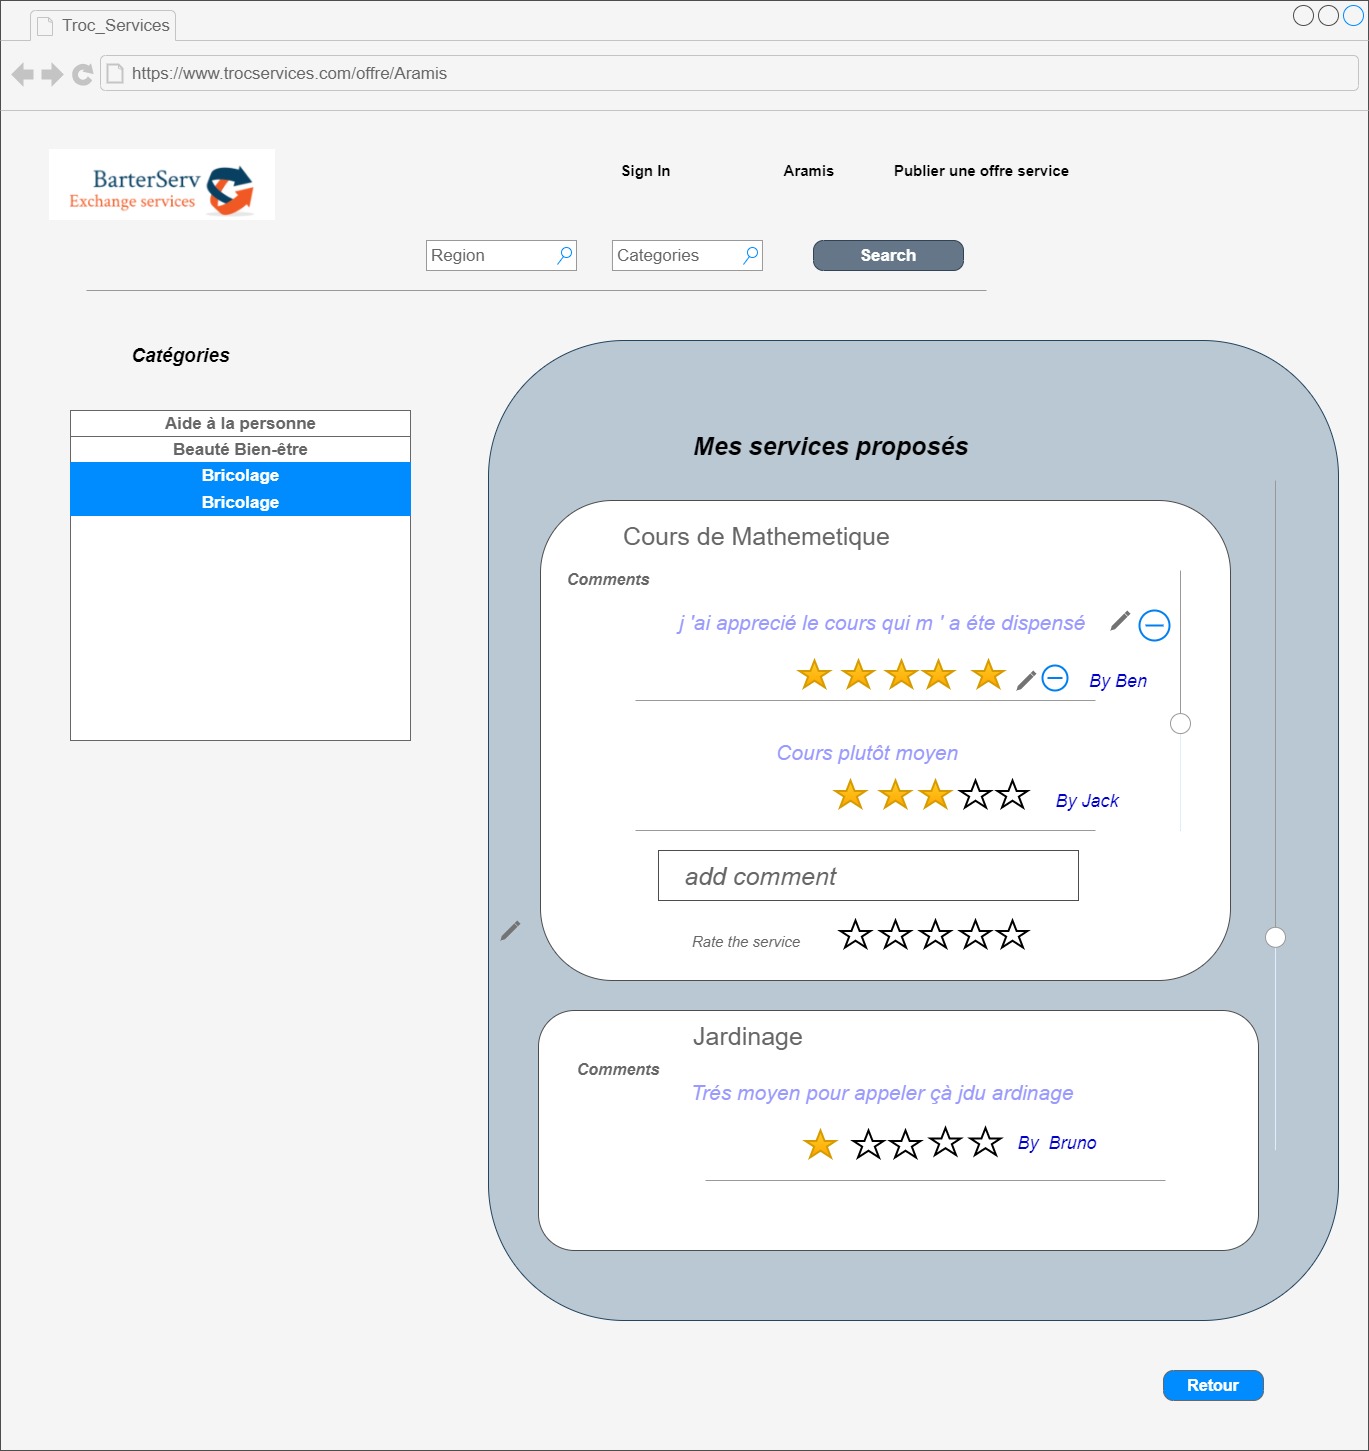 Troc_Services
https://www.trocservices.com/offre/Aramis
BarterServ
Exchange services
Sign In
Aramis
Publier une offre service
Region
Categories
Search
Catégories
Aide à la personne
Beauté Bien-être
Bricolage
Bricolage
Mes services proposés
Cours de Mathemetique
Comments
j 'ai apprecié le cours qui m ' a éte dispensé
By Ben
Cours plutôt moyen
By Jack
add comment
Rate the service
Jardinage
Comments
Trés moyen pour appeler çà jdu ardinage
By Bruno
Retour